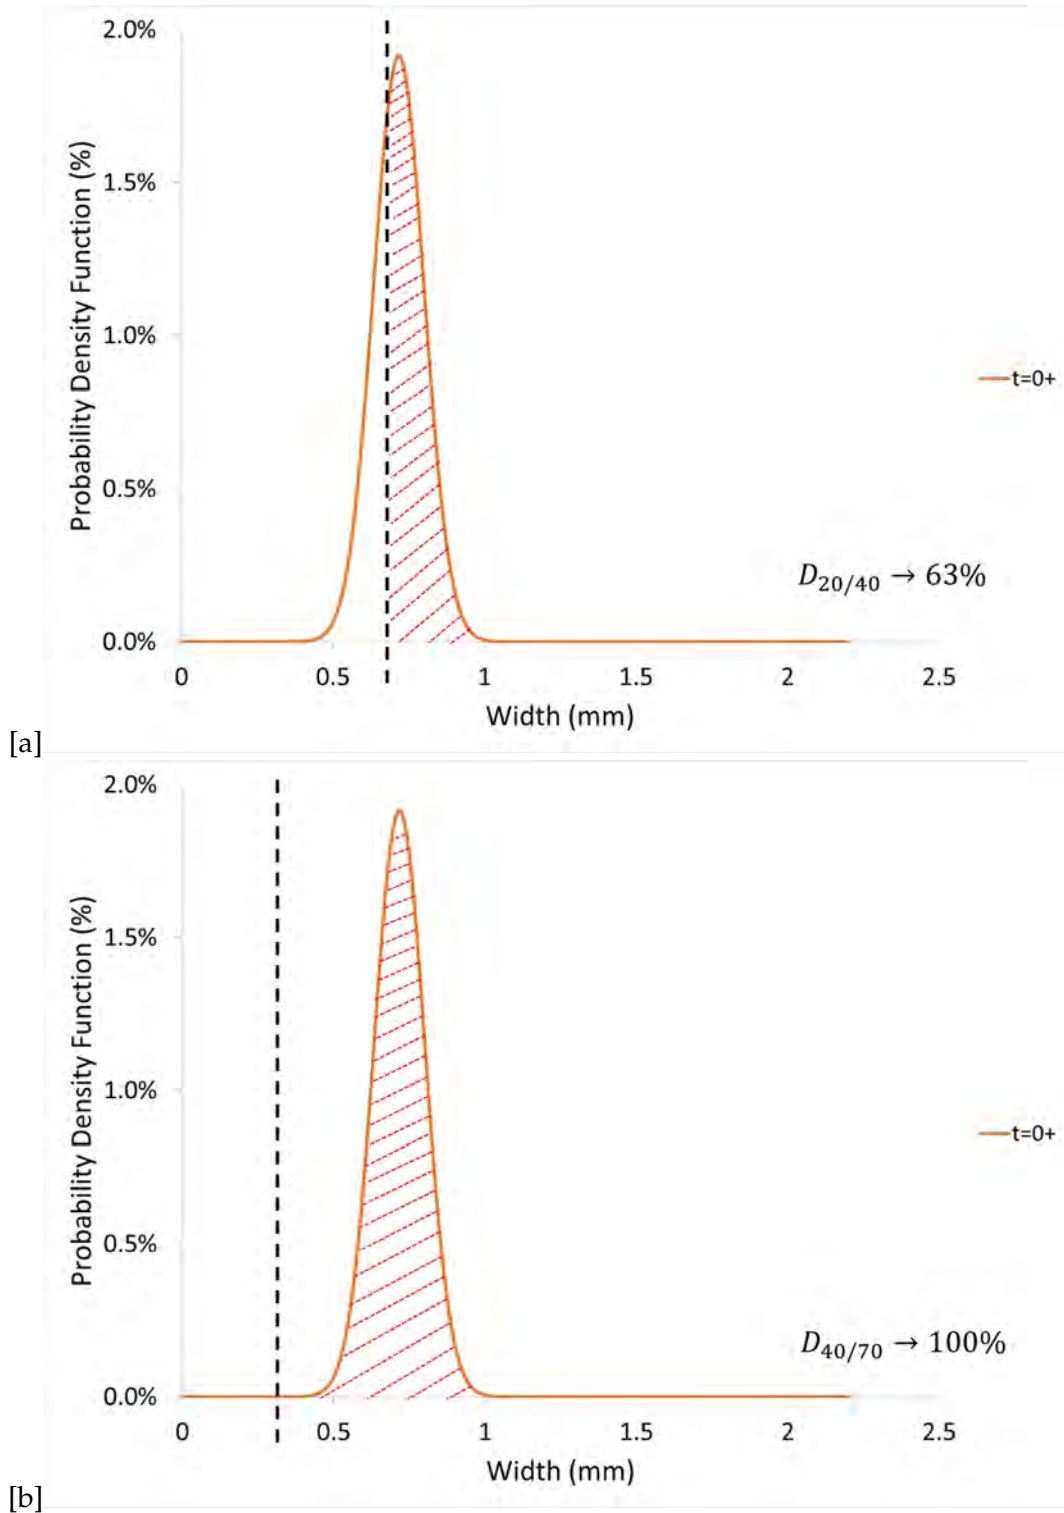 2.0%
1.5%
1.0%
0.5%
0.0%
Probability Density Function (%)
0 0.5 1 1.5 2 2.5
Width (mm)
t=0+
D20/40 → 63%
[a]
2.0%
1.5%
1.0%
0.5%
0.0%
Probability Density Function (%)
0 0.5 1 1.5 2 2.5
Width (mm)
t=0+
D40/70 → 100%
[b]